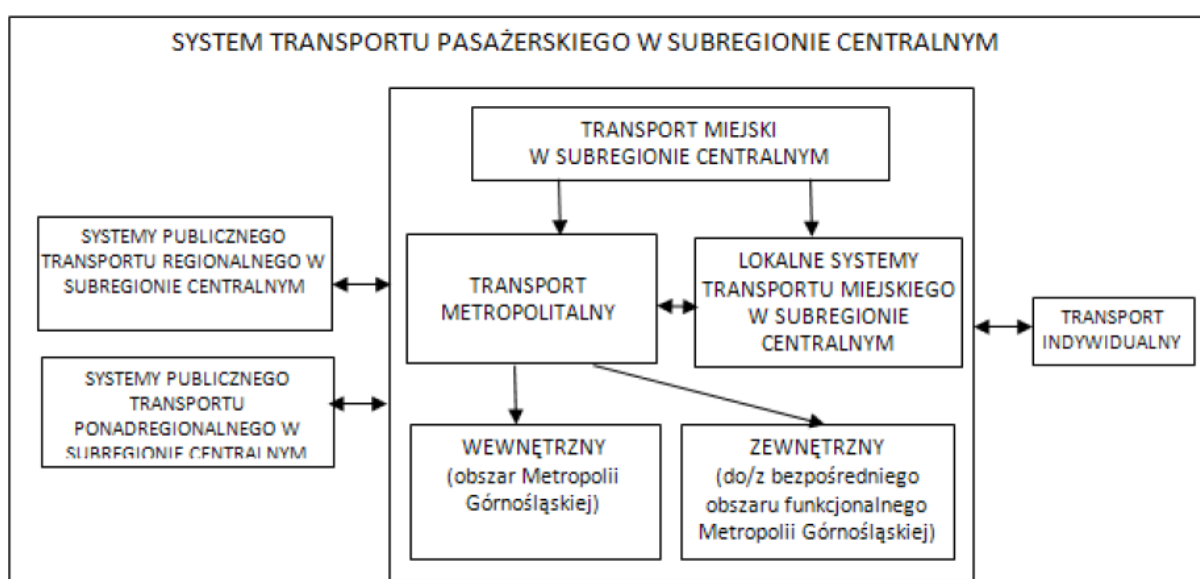 SYSTEM TRANSPORTU PASAŻERSKIEGO W SUBREGIONIE CENTRALNYM
TRANSPORT MIEJSKI
W SUBREGIONIE CENTRALNYM
SYSTEMY PUBLICZNEGO
TRANSPORTU REGIONALNEGO W
SUBREGIONIE CENTRALNYM
TRANSPORT
METROPOLITALNY
LOKALNE SYSTEMY
TRANSPORTU MIEJSKIEGO
W SUBREGIONIE
CENTRALNYM
TRANSPORT
INDYWIDUALNY
SYSTEMY PUBLICZNEGO
TRANSPORTU
PONADREGIONALNEGO W
SUBREGIONIE CENTRALNYM
WEWNĘTRZNY
(obszar Metropolii
Górnośląskiej)
ZEWNĘTRZNY
(do/z bezpośredniego
obszaru funkcjonalnego
Metropolii Górnośląskiej)